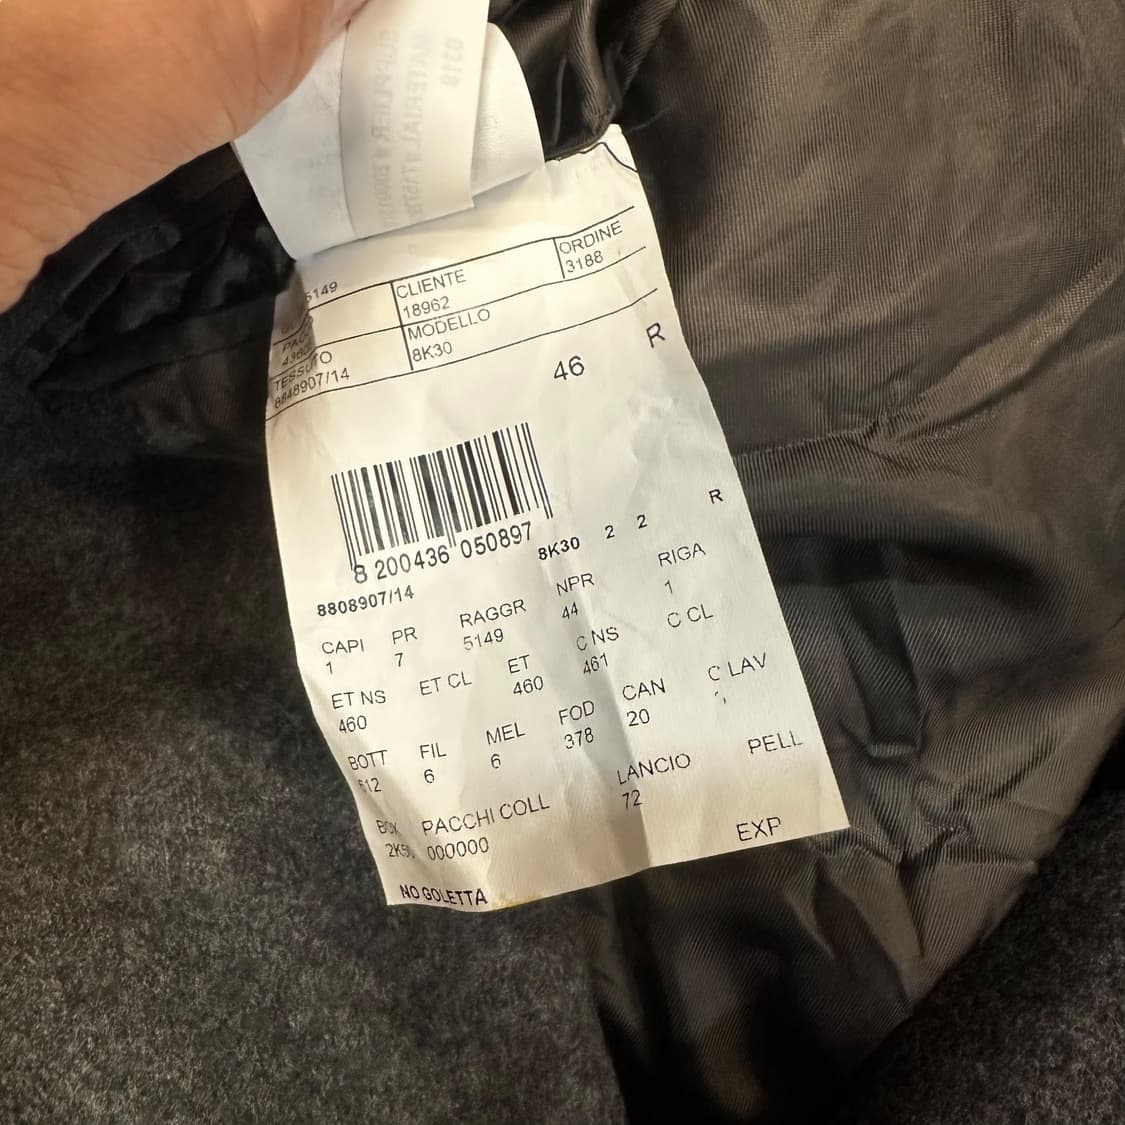 5149
CLIENTE
18962
ORDINE
3188
TESSUTO
8848907/14
MODELLO
8K30
46 R
8 200436 050897
8808907/14
8K30 2 2 R
CAPI PR RAGGR NPR RIGA
1 7 5149 44 1
ET NS ET CL ET C NS C CL
460 460 461
BOTT FIL MEL FOD CAN C LAV
612 6 6 378 20
BOX PACCHI COLL LANCIO PELL
000000 72
NO GOLETTA EXP